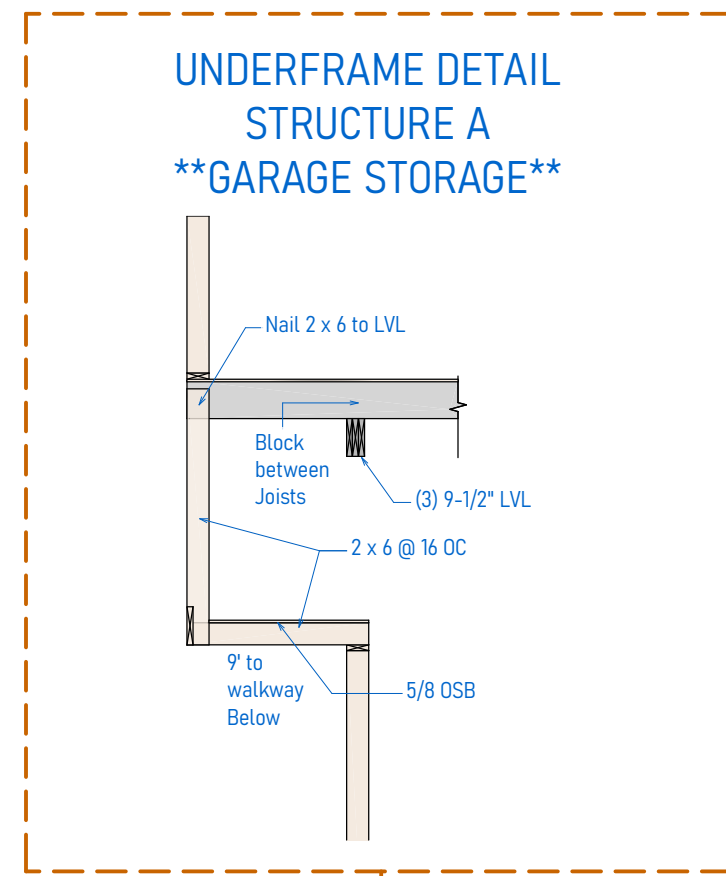 UNDERFRAME DETAIL
STRUCTURE A
**GARAGE STORAGE**
Nail 2 x 6 to LVL
Block
between
Joists
(3) 9-1/2" LVL
2 x 6 @ 16 OC
9' to
walkway
Below
5/8 OSB